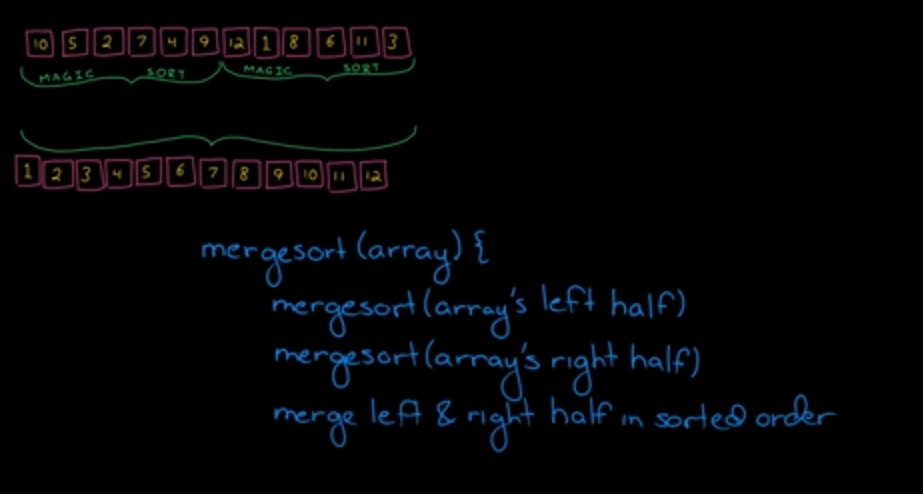 10 5 2 7 4 9 12 1 8 6 11 3
MAGIC SORT MAGIC SORT
1 2 3 4 5 6 7 8 9 10 11 12
mergesort (array) {
mergesort (array's left half)
mergesort (array's right half)
merge left & right half in sorted order